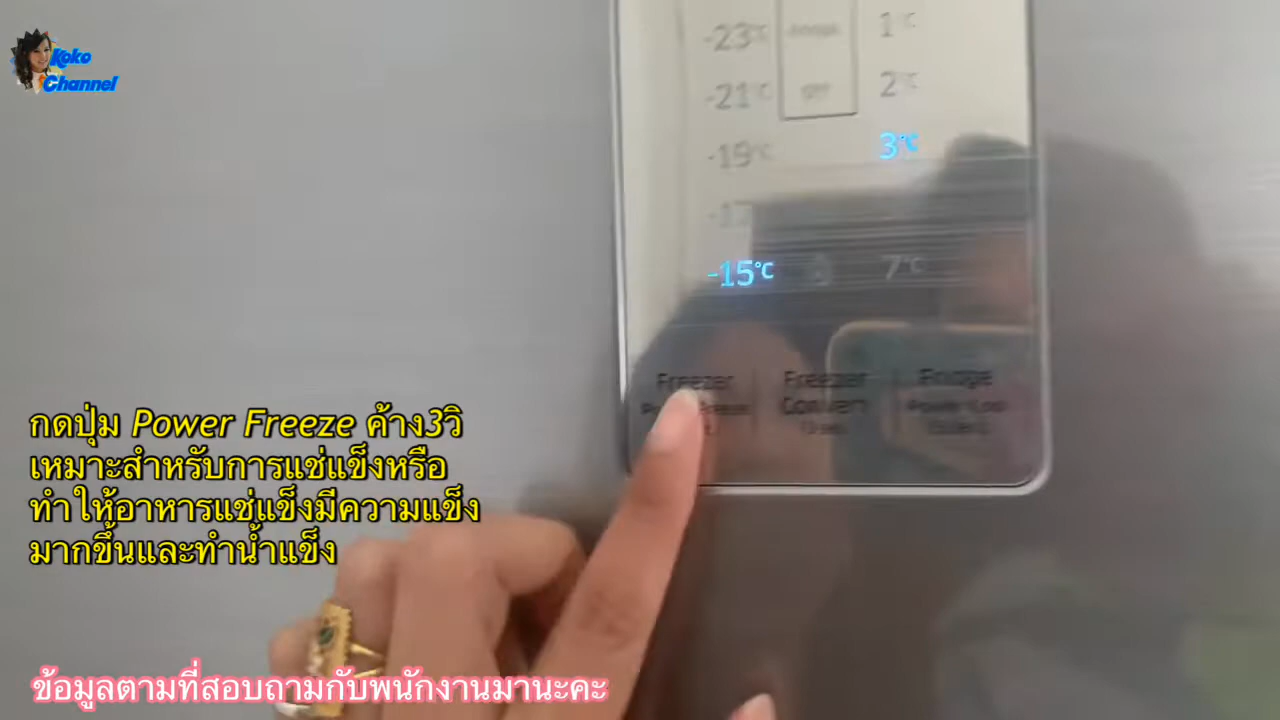 Koko
Channel
-23°C
1°C
-21°C
OFF
2°C
-19°C
3°C
-15°C
7°C
Freezer
Freezer
Convert
Fridge
กดปุ่ม Power Freeze ค้าง3วิ
เหมาะสำหรับการแช่แข็งหรือ
ทำให้อาหารแช่แข็งมีความแข็ง
มากขึ้นและทำน้ำแข็ง
ข้อมูลตามที่สอบถามกับพนักงานมานะคะ